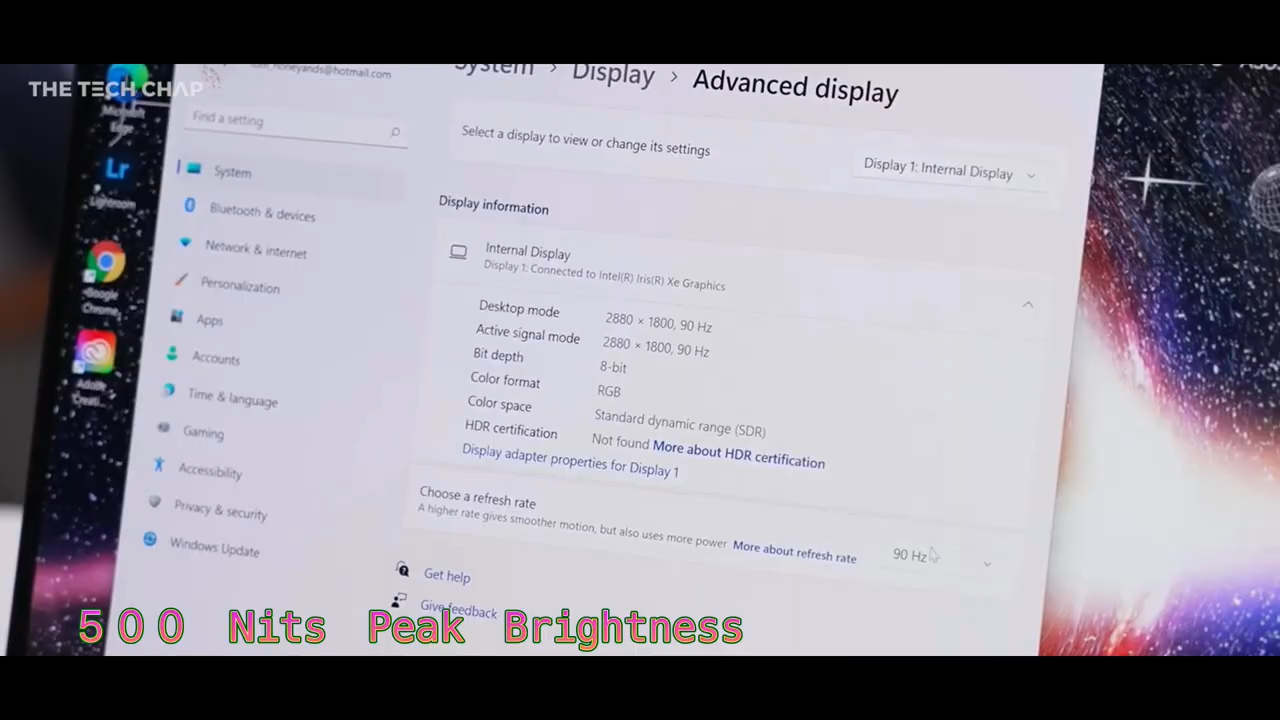 THE TECH CHAP
System > Display > Advanced display
Find a setting
Select a display to view or change its settings
Display 1: Internal Display
System
Bluetooth & devices
Network & internet
Personalization
Apps
Accounts
Time & language
Gaming
Accessibility
Privacy & security
Windows Update
Display information
Internal Display
Display 1: Connected to Intel(R) Iris(R) Xe Graphics
Desktop mode 2880 × 1800, 90 Hz
Active signal mode 2880 × 1800, 90 Hz
Bit depth 8-bit
Color format RGB
Color space Standard dynamic range (SDR)
HDR certification Not found More about HDR certification
Display adapter properties for Display 1
Choose a refresh rate
A higher rate gives smoother motion, but also uses more power More about refresh rate
90 Hz
Get help
Give feedback
Microsoft
Edge
Lr
Lightroom
Google
Chrome
500 Nits Peak Brightness